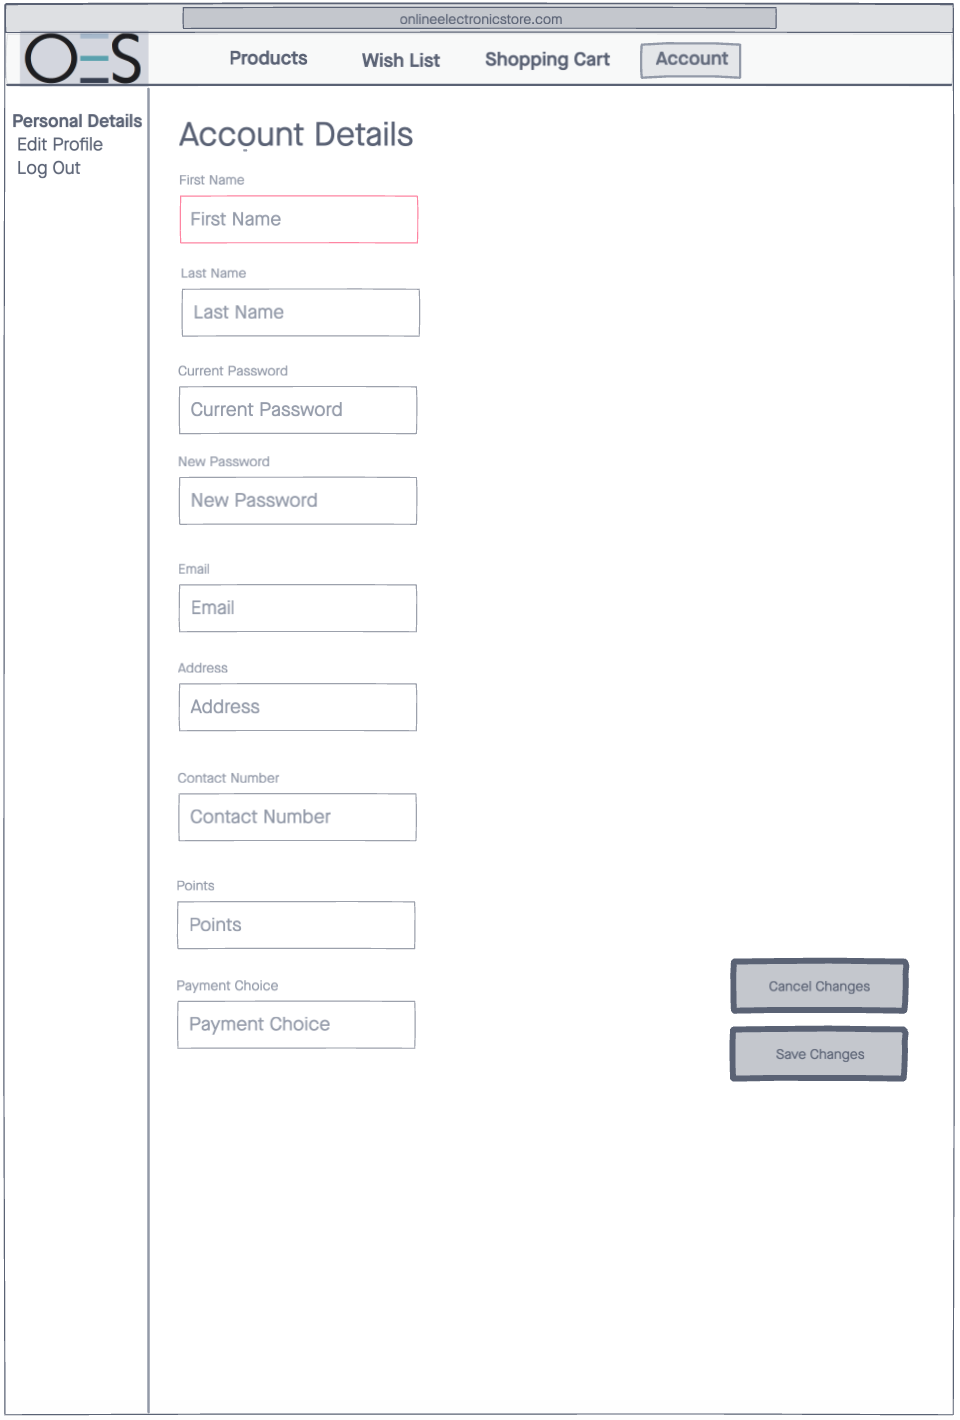 onlineelectronicstore.com
OES
Products Wish List Shopping Cart Account
Personal Details
Edit Profile
Log Out
Account Details
First Name
First Name
Last Name
Last Name
Current Password
Current Password
New Password
New Password
Email
Email
Address
Address
Contact Number
Contact Number
Points
Points
Payment Choice
Payment Choice
Cancel Changes
Save Changes